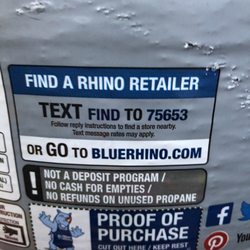 FIND A RHINO RETAILER
TEXT FIND TO 75653
Follow reply instructions to find a store nearby.
Text message rates may apply.
OR GO TO BLUERHINO.COM
! NOT A DEPOSIT PROGRAM /
NO CASH FOR EMPTIES /
NO REFUNDS ON UNUSED PROPANE
PROOF OF
PURCHASE
CUT OUT HERE / KEEP